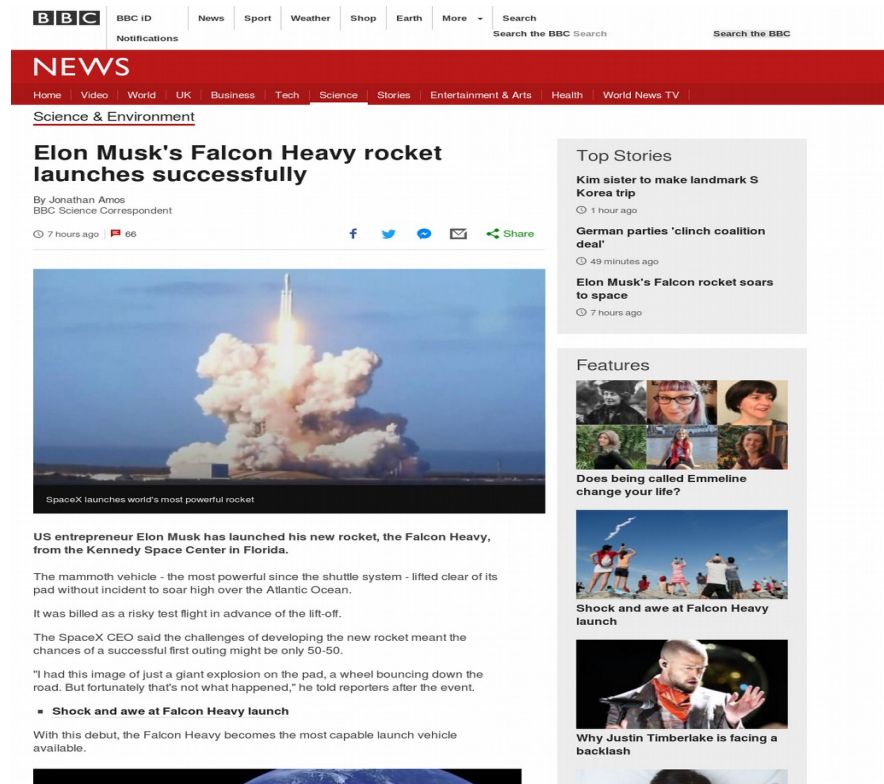 BBC
BBC iD
News
Sport
Weather
Shop
Earth
More
Search
Notifications
Search the BBC Search
Search the BBC
NEWS
Home
Video
World
UK
Business
Tech
Science
Stories
Entertainment & Arts
Health
World News TV
Science & Environment
Elon Musk's Falcon Heavy rocket
launches successfully
By Jonathan Amos
BBC Science Correspondent
7 hours ago
66
f
Share
SpaceX launches world's most powerful rocket
US entrepreneur Elon Musk has launched his new rocket, the Falcon Heavy,
from the Kennedy Space Center in Florida.
The mammoth vehicle - the most powerful since the shuttle system - lifted clear of its
pad without incident to soar high over the Atlantic Ocean.
It was billed as a risky test flight in advance of the lift-off.
The SpaceX CEO said the challenges of developing the new rocket meant the
chances of a successful first outing might be only 50-50.
"I had this image of just a giant explosion on the pad, a wheel bouncing down the
road. But fortunately that's not what happened," he told reporters after the event.
Shock and awe at Falcon Heavy launch
With this debut, the Falcon Heavy becomes the most capable launch vehicle
available.
Top Stories
Kim sister to make landmark S
Korea trip
1 hour ago
German parties 'clinch coalition
deal'
49 minutes ago
Elon Musk's Falcon rocket soars
to space
7 hours ago
Features
Does being called Emmeline
change your life?
Shock and awe at Falcon Heavy
launch
Why Justin Timberlake is facing a
backlash